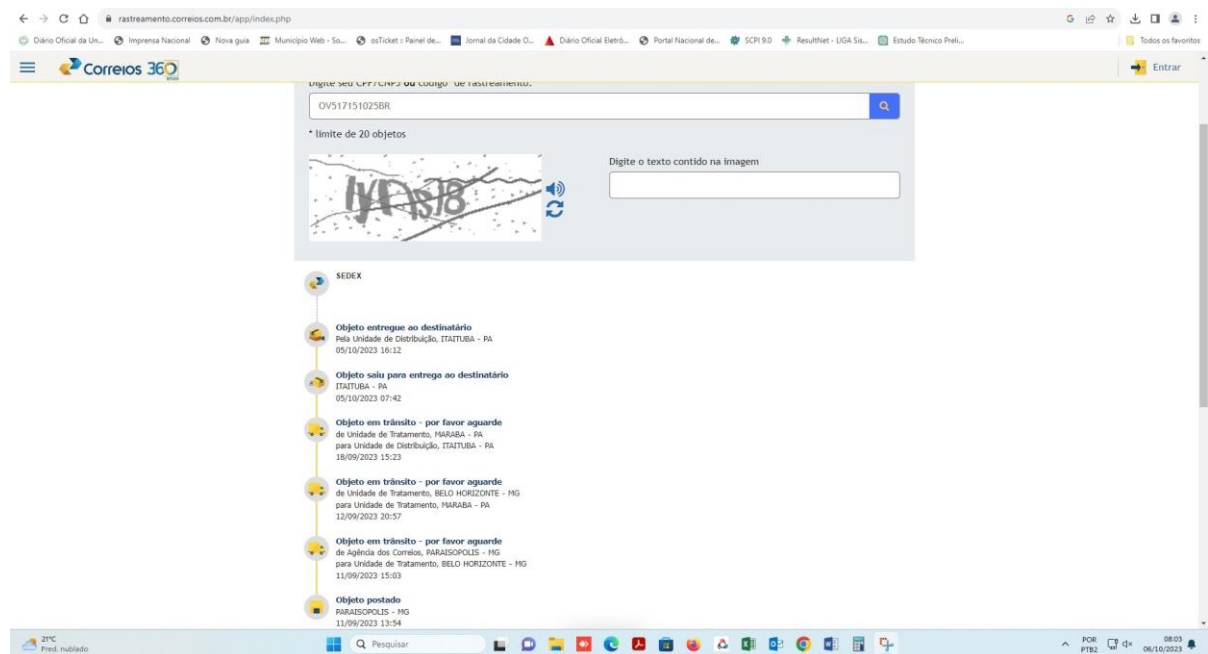 rastreamento.correios.com.br/app/index.php
Diário Oficial da Un...
Imprensa Nacional
Nova guia
Município Web - So...
osTicket :: Painel de...
Jornal da Cidade O...
Diário Oficial Eletrô...
Portal Nacional de...
SCPI 9.0
ResultNet - LIGA Sis...
Estudo Técnico Preli...
Todos os favoritos
Correios 360
Entrar
Digite seu CPF/CNPJ ou código de rastreamento.
OV517151025BR
* limite de 20 objetos
Digite o texto contido na imagem
SEDEX
Objeto entregue ao destinatário
Pela Unidade de Distribuição, ITAITUBA - PA
05/10/2023 16:12
Objeto saiu para entrega ao destinatário
ITAITUBA - PA
05/10/2023 07:42
Objeto em trânsito - por favor aguarde
de Unidade de Tratamento, MARABA - PA
para Unidade de Distribuição, ITAITUBA - PA
18/09/2023 15:23
Objeto em trânsito - por favor aguarde
de Unidade de Tratamento, BELO HORIZONTE - MG
para Unidade de Tratamento, MARABA - PA
12/09/2023 20:57
Objeto em trânsito - por favor aguarde
de Agência dos Correios, PARAISOPOLIS - MG
para Unidade de Tratamento, BELO HORIZONTE - MG
11/09/2023 15:03
Objeto postado
PARAISOPOLIS - MG
11/09/2023 13:54
21°C
Pred. nublado
Pesquisar
POR
PTB2
08:03
06/10/2023